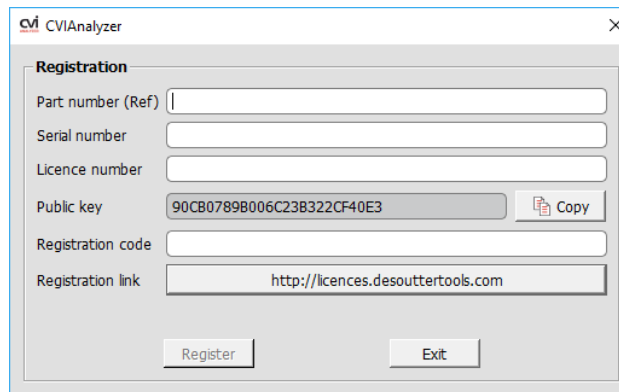 CVI CVIAnalyzer
Registration
Part number (Ref)
Serial number
Licence number
Public key 90CB0789B006C23B322CF40E3 Copy
Registration code
Registration link http://licences.desouttertools.com
Register Exit